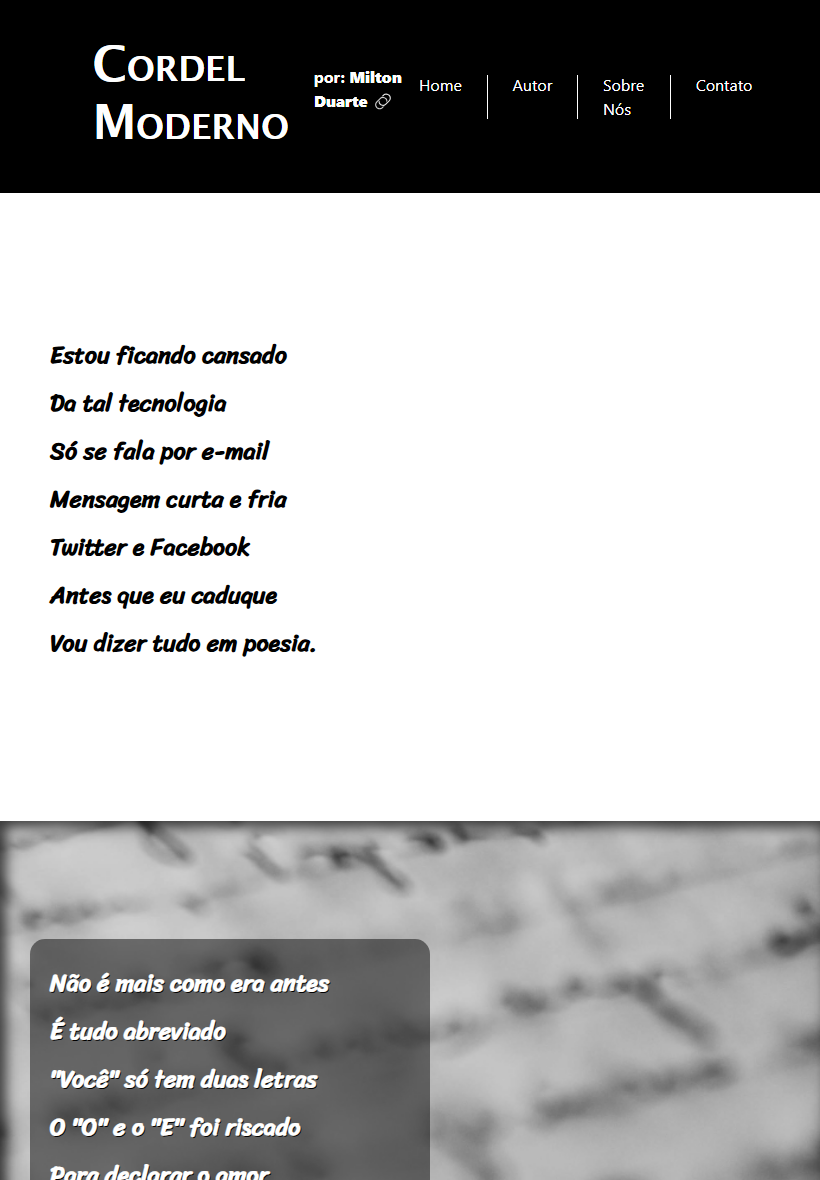 Cordel
Moderno
por: Milton
Duarte
Home
Autor
Sobre
Nós
Contato
Estou ficando cansado
Da tal tecnologia
Só se fala por e-mail
Mensagem curta e fria
Twitter e Facebook
Antes que eu caduque
Vou dizer tudo em poesia.
Não é mais como era antes
É tudo abreviado
"Você" só tem duas letras
O "O" e o "E" foi riscado
Para declarar o amor